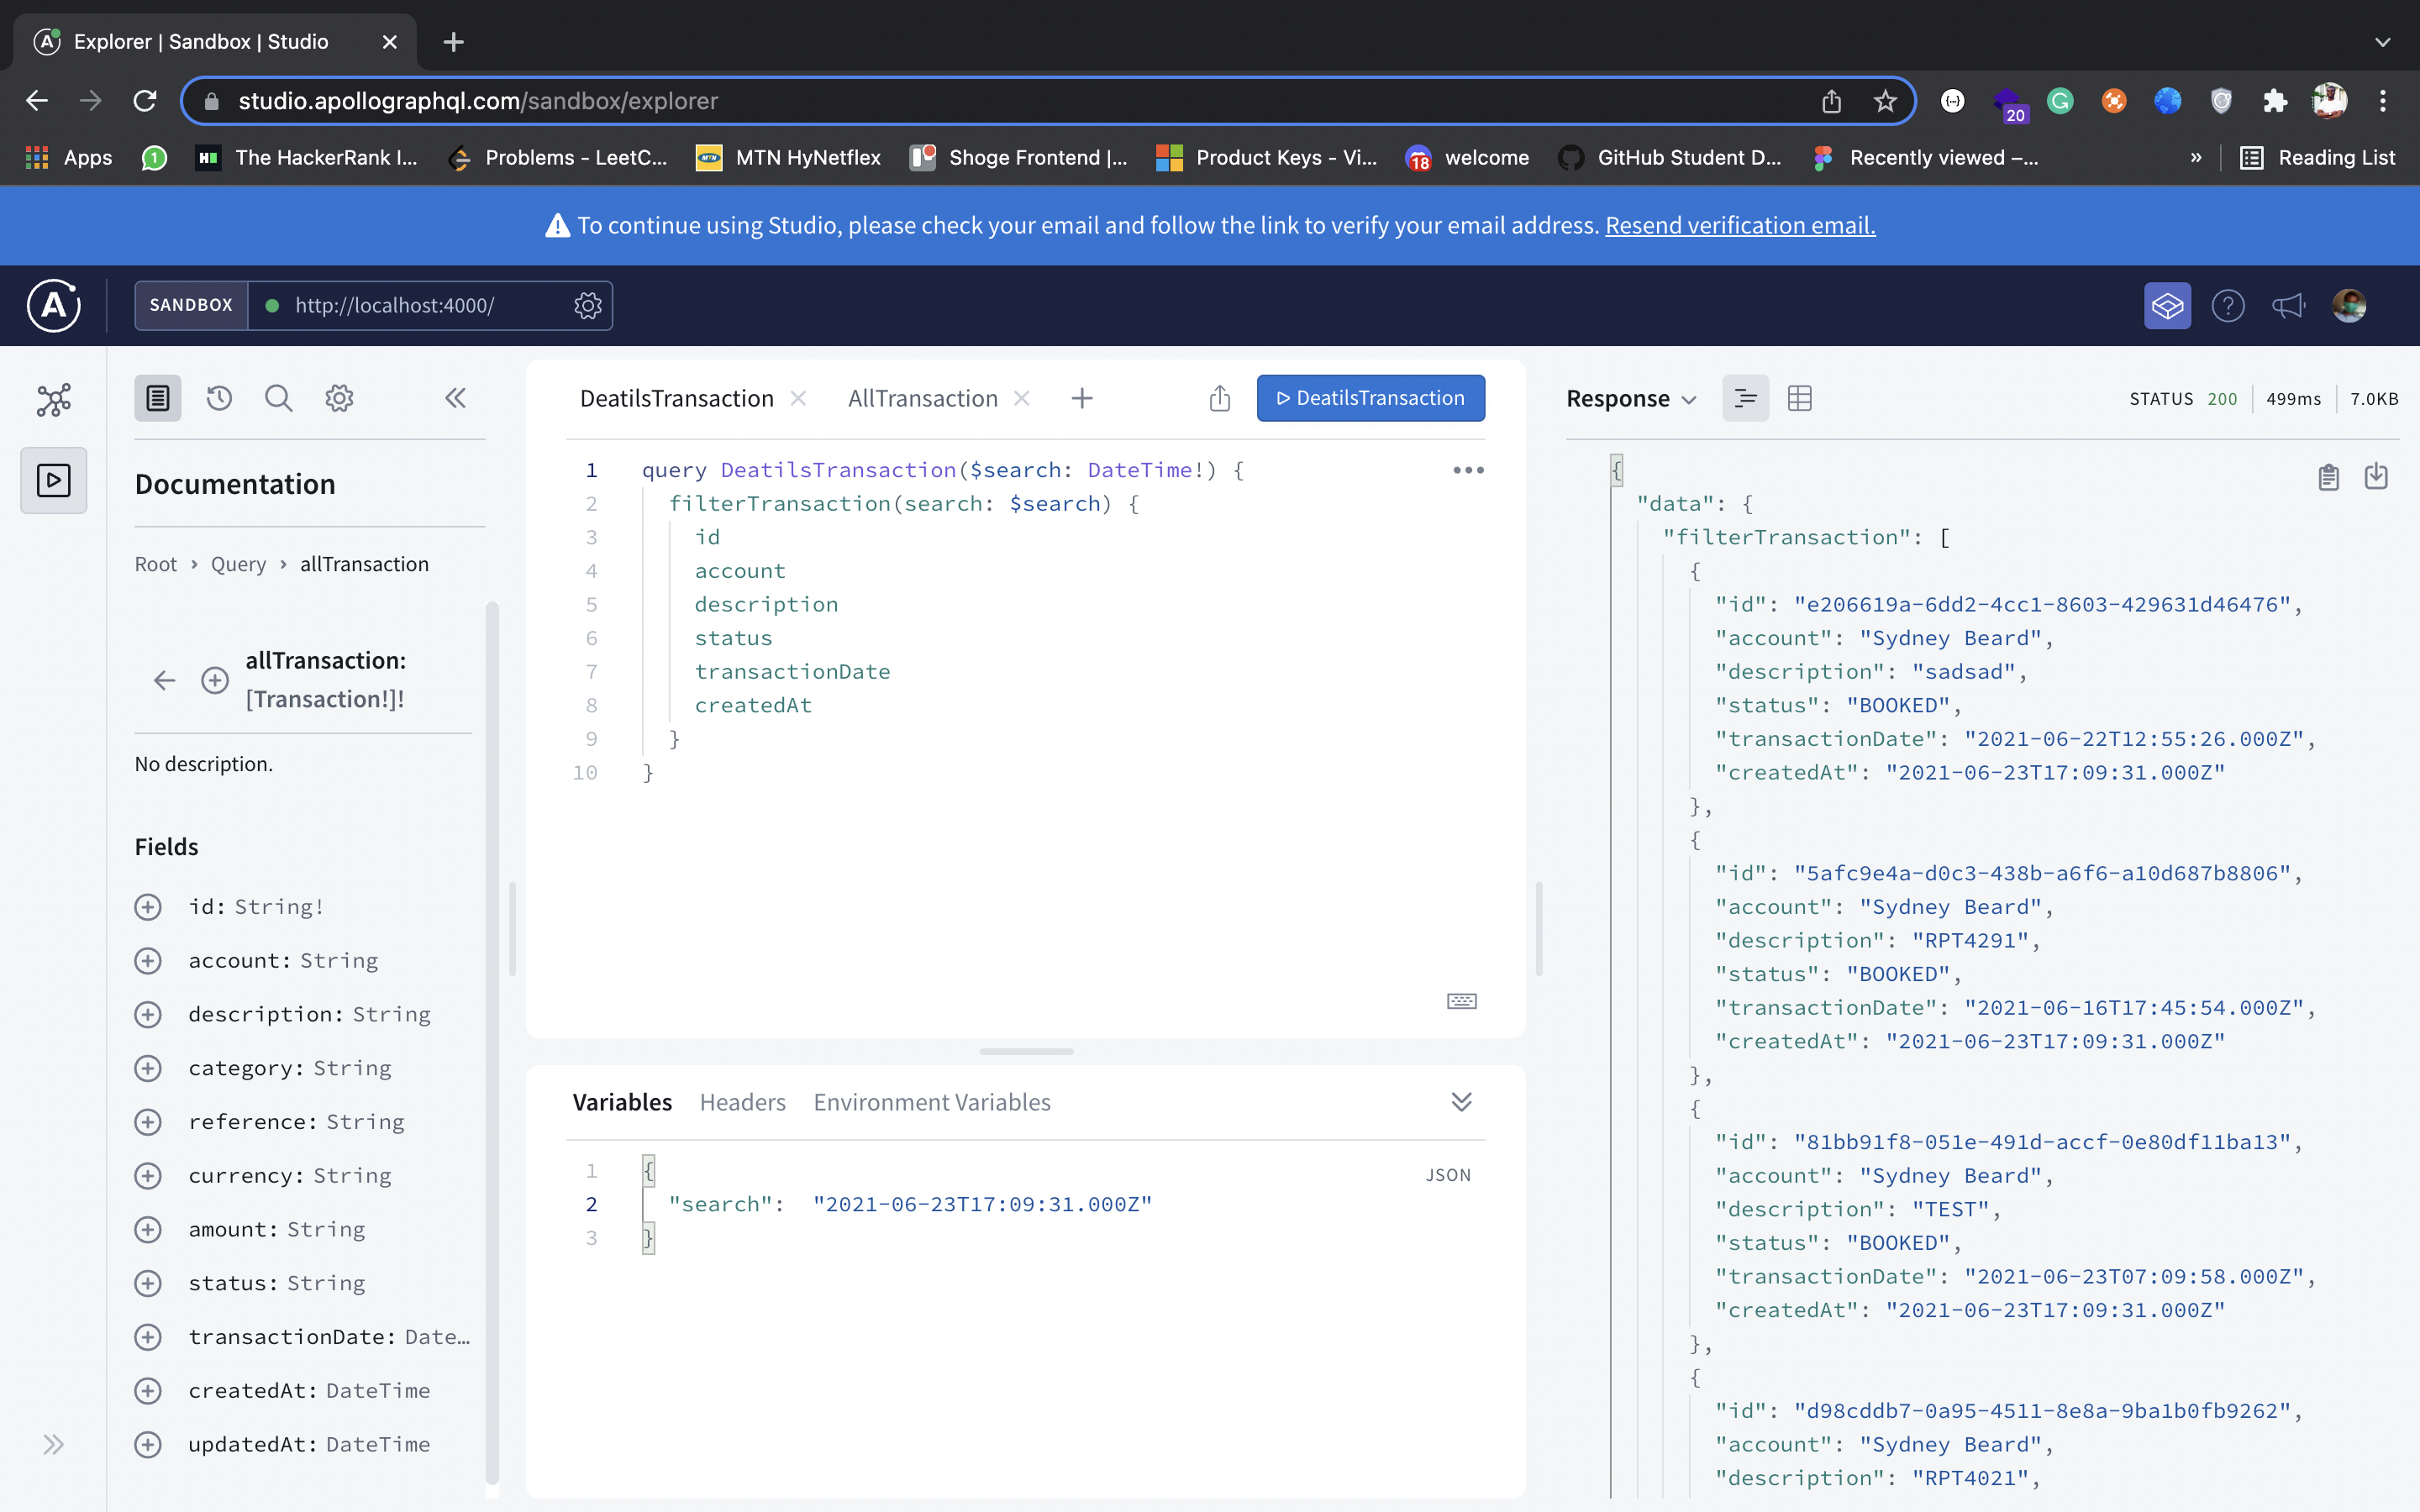 Explorer | Sandbox | Studio
studio.apollographql.com/sandbox/explorer
20
Apps
1
The HackerRank I...
Problems - LeetC...
MTN HyNetflex
Shoge Frontend |...
Product Keys - Vi...
18
welcome
GitHub Student D...
Recently viewed –...
»
Reading List
To continue using Studio, please check your email and follow the link to verify your email address. Resend verification email.
SANDBOX
http://localhost:4000/
Documentation
Root › Query › allTransaction
allTransaction:
[Transaction!]!
No description.
Fields
id: String!
account: String
description: String
category: String
reference: String
currency: String
amount: String
status: String
transactionDate: Date…
createdAt: DateTime
updatedAt: DateTime
DeatilsTransaction
AllTransaction
DeatilsTransaction
1 query DeatilsTransaction($search: DateTime!) {
2 filterTransaction(search: $search) {
3 id
4 account
5 description
6 status
7 transactionDate
8 createdAt
9 }
10 }
Variables
Headers
Environment Variables
JSON
1 {
2 "search": "2021-06-23T17:09:31.000Z"
3 }
Response
STATUS 200
499ms
7.0KB
{
"data": {
"filterTransaction": [
{
"id": "e206619a-6dd2-4cc1-8603-429631d46476",
"account": "Sydney Beard",
"description": "sadsad",
"status": "BOOKED",
"transactionDate": "2021-06-22T12:55:26.000Z",
"createdAt": "2021-06-23T17:09:31.000Z"
},
{
"id": "5afc9e4a-d0c3-438b-a6f6-a10d687b8806",
"account": "Sydney Beard",
"description": "RPT4291",
"status": "BOOKED",
"transactionDate": "2021-06-16T17:45:54.000Z",
"createdAt": "2021-06-23T17:09:31.000Z"
},
{
"id": "81bb91f8-051e-491d-accf-0e80df11ba13",
"account": "Sydney Beard",
"description": "TEST",
"status": "BOOKED",
"transactionDate": "2021-06-23T07:09:58.000Z",
"createdAt": "2021-06-23T17:09:31.000Z"
},
{
"id": "d98cddb7-0a95-4511-8e8a-9ba1b0fb9262",
"account": "Sydney Beard",
"description": "RPT4021",